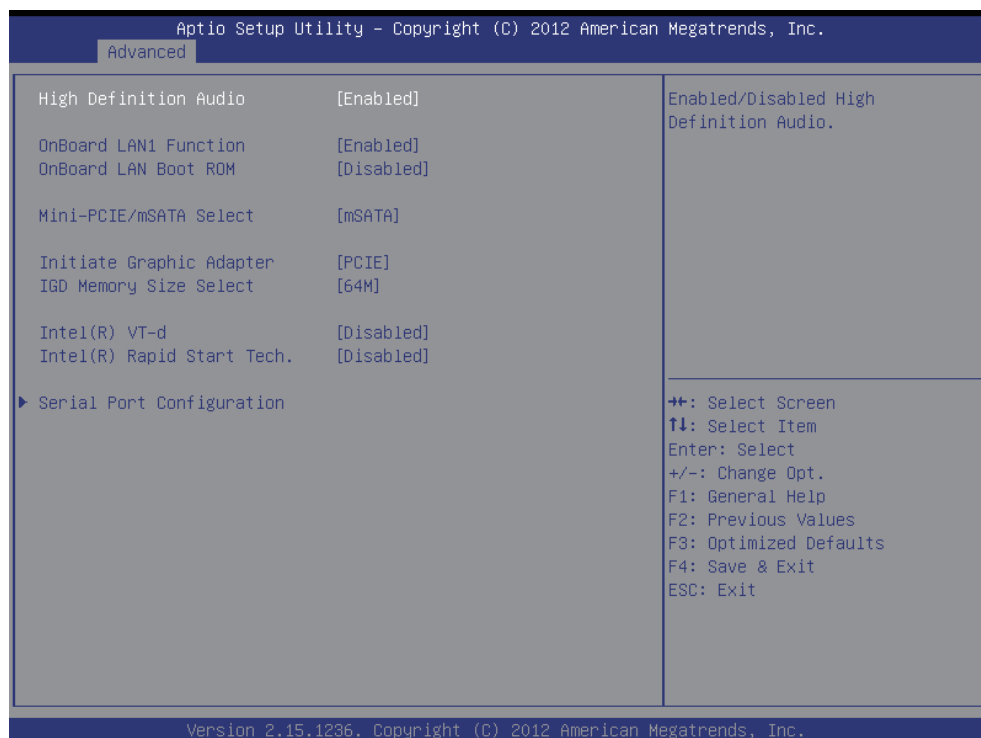 Aptio Setup Utility – Copyright (C) 2012 American Megatrends, Inc.
Advanced
High Definition Audio [Enabled]
OnBoard LAN1 Function [Enabled]
OnBoard LAN Boot ROM [Disabled]
Mini-PCIE/mSATA Select [mSATA]
Initiate Graphic Adapter [PCIE]
IGD Memory Size Select [64M]
Intel(R) VT-d [Disabled]
Intel(R) Rapid Start Tech. [Disabled]
▶ Serial Port Configuration
Enabled/Disabled High
Definition Audio.
→←: Select Screen
↑↓: Select Item
Enter: Select
+/-: Change Opt.
F1: General Help
F2: Previous Values
F3: Optimized Defaults
F4: Save & Exit
ESC: Exit
Version 2.15.1236. Copyright (C) 2012 American Megatrends, Inc.